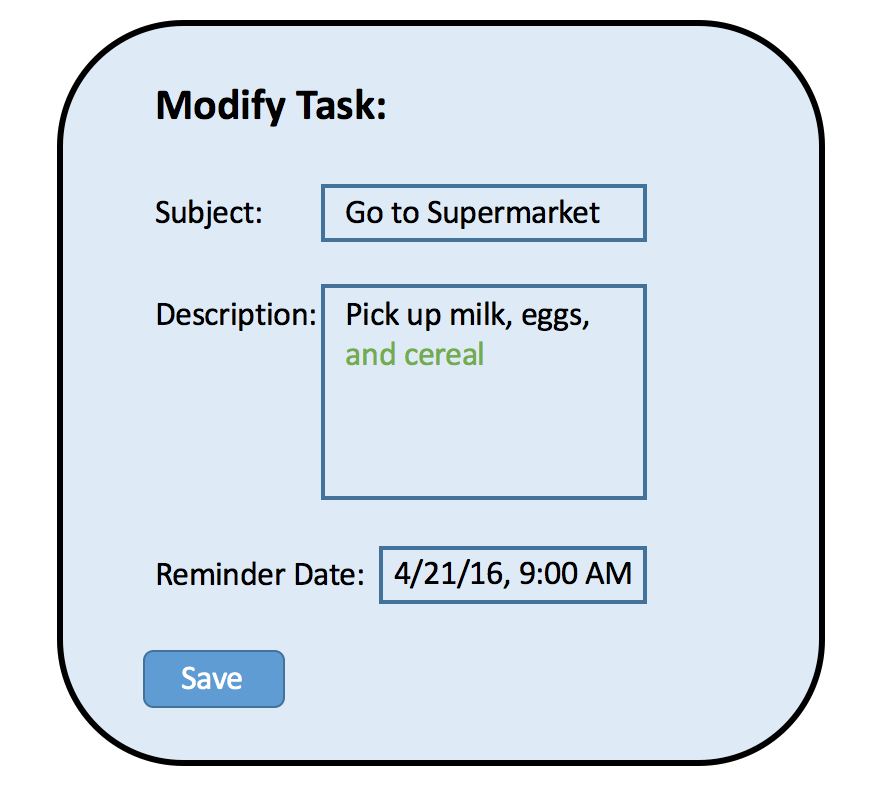 Modify Task:
Subject: Go to Supermarket
Description: Pick up milk, eggs,
and cereal
Reminder Date: 4/21/16, 9:00 AM
Save